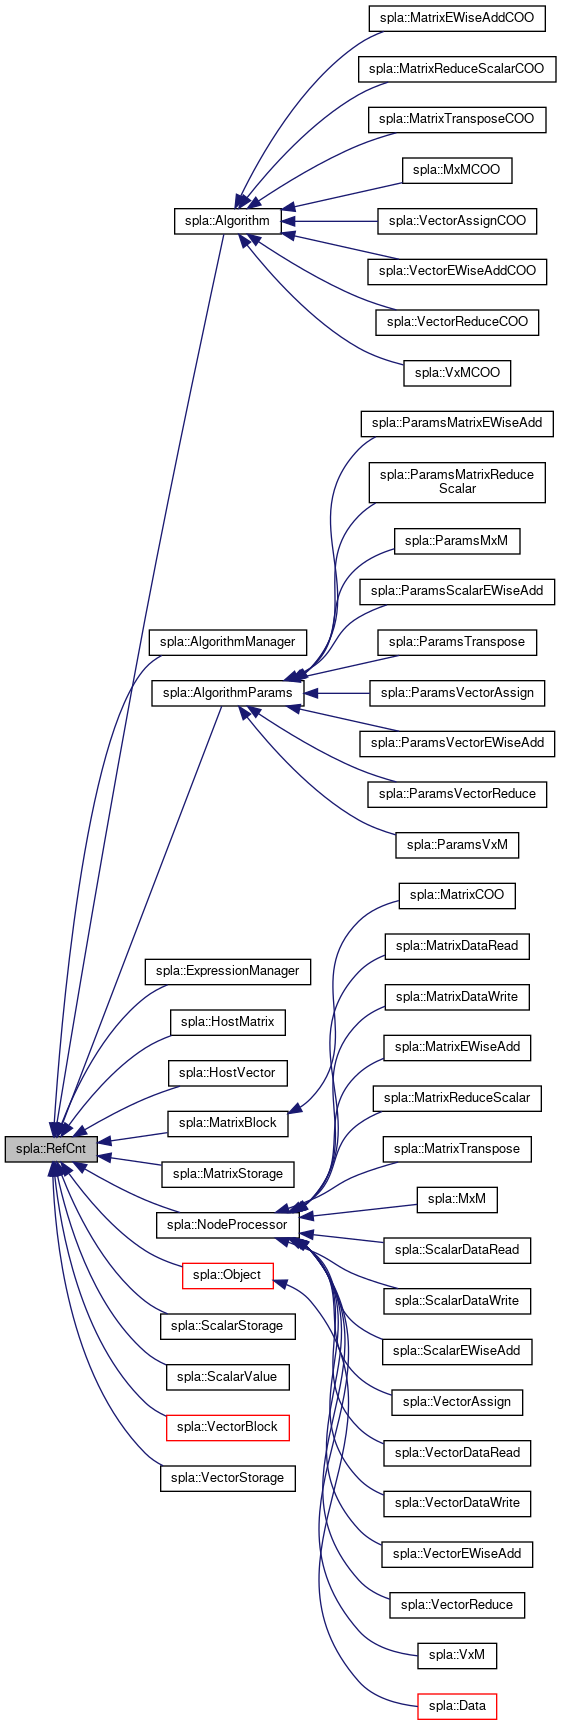 spla::MatrixEWiseAddCOO
spla::MatrixReduceScalarCOO
spla::MatrixTransposeCOO
spla::MxMCOO
spla::Algorithm
spla::VectorAssignCOO
spla::VectorEWiseAddCOO
spla::VectorReduceCOO
spla::VxMCOO
spla::ParamsMatrixEWiseAdd
spla::ParamsMatrixReduce
Scalar
spla::ParamsMxM
spla::ParamsScalarEWiseAdd
spla::AlgorithmManager
spla::ParamsTranspose
spla::AlgorithmParams
spla::ParamsVectorAssign
spla::ParamsVectorEWiseAdd
spla::ParamsVectorReduce
spla::ParamsVxM
spla::MatrixCOO
spla::MatrixDataRead
spla::ExpressionManager
spla::MatrixDataWrite
spla::HostMatrix
spla::MatrixEWiseAdd
spla::HostVector
spla::MatrixReduceScalar
spla::MatrixBlock
spla::RefCnt
spla::MatrixTranspose
spla::MatrixStorage
spla::MxM
spla::NodeProcessor
spla::ScalarDataRead
spla::Object
spla::ScalarDataWrite
spla::ScalarStorage
spla::ScalarEWiseAdd
spla::ScalarValue
spla::VectorAssign
spla::VectorBlock
spla::VectorDataRead
spla::VectorStorage
spla::VectorDataWrite
spla::VectorEWiseAdd
spla::VectorReduce
spla::VxM
spla::Data